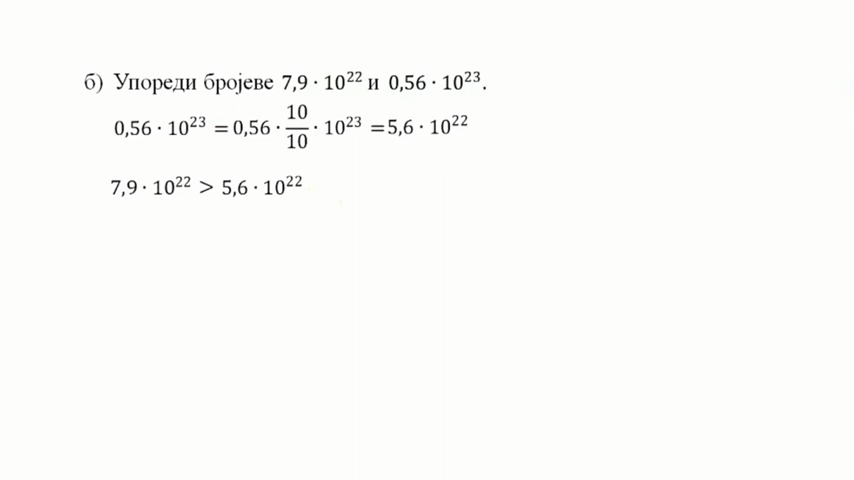 б) Упореди бројеве 7,9 · 10²² и 0,56 · 10²³.
0,56 · 10²³ = 0,56 · 10/10 · 10²³ = 5,6 · 10²²
7,9 · 10²² > 5,6 · 10²²